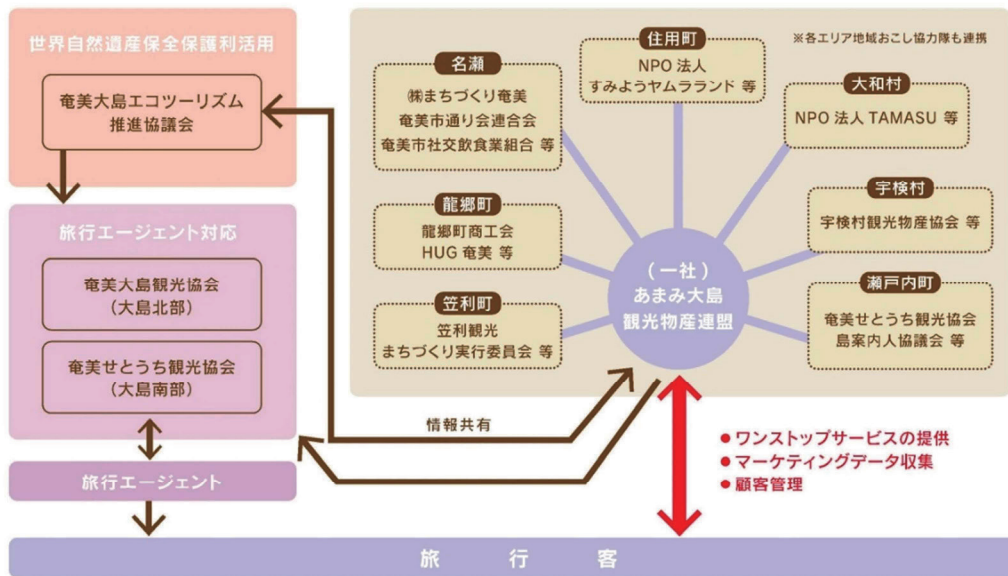 世界自然遺産保全保護利活用
奄美大島エコツーリズム
推進協議会
旅行エージェント対応
奄美大島観光協会
(大島北部)
奄美せとうち観光協会
(大島南部)
旅行エージェント
※各エリア地域おこし協力隊も連携
名瀬
㈱まちづくり奄美
奄美市通り会連合会
奄美市社交飲食業組合 等
住用町
NPO 法人
すみようヤムラランド 等
大和村
NPO 法人 TAMASU 等
龍郷町
龍郷町商工会
HUG 奄美 等
宇検村
宇検村観光物産協会 等
笠利町
笠利観光
まちづくり実行委員会 等
瀬戸内町
奄美せとうち観光協会
島案内人協議会 等
(一社)
あまみ大島
観光物産連盟
情報共有
● ワンストップサービスの提供
● マーケティングデータ収集
● 顧客管理
旅 行 客